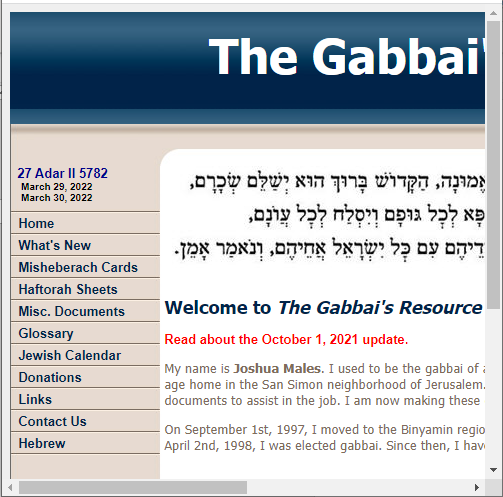 The Gabbai'
27 Adar II 5782
March 29, 2022
March 30, 2022
Home
What's New
Misheberach Cards
Haftorah Sheets
Misc. Documents
Glossary
Jewish Calendar
Donations
Links
Contact Us
Hebrew
אֱמוּנָה, הַקָּדוֹשׁ בָּרוּךְ הוּא יְשַׁלֵּם שְׂכָרָם,
פָּא לְכָל גּוּפָם וְיִסְלַח לְכָל עֲוֹנָם,
דֵיהֶם עִם כָּל יִשְׂרָאֵל אֲחֵיהֶם, וְנֹאמַר אָמֵן.
Welcome to The Gabbai's Resource
Read about the October 1, 2021 update.
My name is Joshua Males. I used to be the gabbai of a
age home in the San Simon neighborhood of Jerusalem.
documents to assist in the job. I am now making these
On September 1st, 1997, I moved to the Binyamin regio
April 2nd, 1998, I was elected gabbai. Since then, I hav